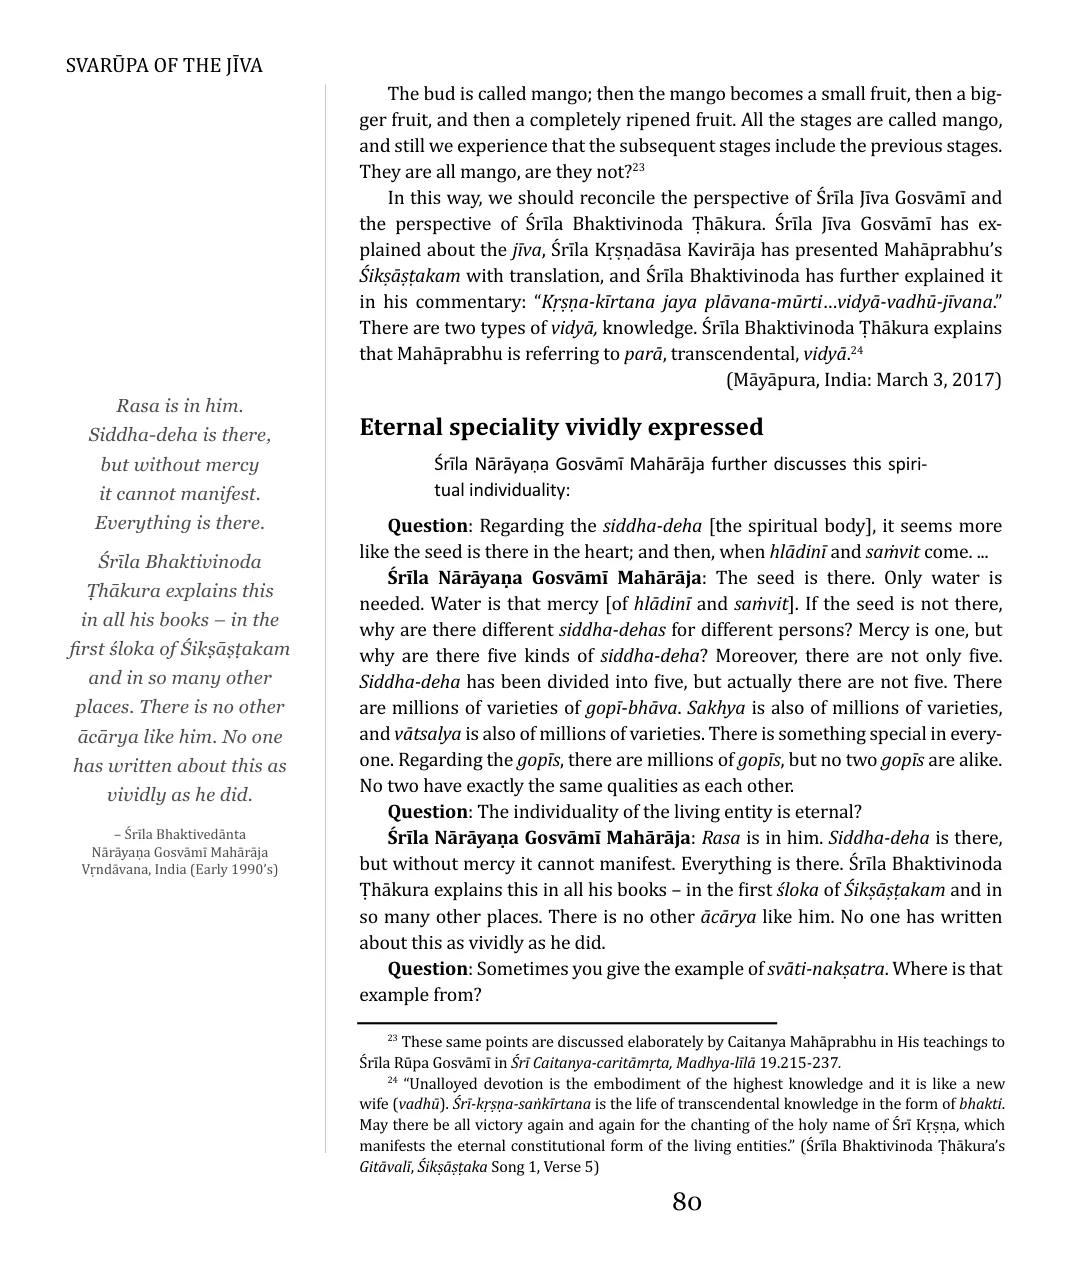 SVARŪPA OF THE JĪVA
The bud is called mango; then the mango becomes a small fruit, then a big-
ger fruit, and then a completely ripened fruit. All the stages are called mango,
and still we experience that the subsequent stages include the previous stages.
They are all mango, are they not?²³
In this way, we should reconcile the perspective of Śrīla Jīva Gosvāmī and
the perspective of Śrīla Bhaktivinoda Ṭhākura. Śrīla Jīva Gosvāmī has ex-
plained about the jīva, Śrīla Kṛṣṇadāsa Kavirāja has presented Mahāprabhu’s
Śikṣāṣṭakam with translation, and Śrīla Bhaktivinoda has further explained it
in his commentary: “Kṛṣṇa-kīrtana jaya plāvana-mūrti…vidyā-vadhū-jīvana.”
There are two types of vidyā, knowledge. Śrīla Bhaktivinoda Ṭhākura explains
that Mahāprabhu is referring to parā, transcendental, vidyā.²⁴
(Māyāpura, India: March 3, 2017)
Eternal speciality vividly expressed
Śrīla Nārāyaṇa Gosvāmī Mahārāja further discusses this spiri-
tual individuality:
Question: Regarding the siddha-deha [the spiritual body], it seems more
like the seed is there in the heart; and then, when hlādinī and saṁvit come. ...
Śrīla Nārāyaṇa Gosvāmī Mahārāja: The seed is there. Only water is
needed. Water is that mercy [of hlādinī and saṁvit]. If the seed is not there,
why are there different siddha-dehas for different persons? Mercy is one, but
why are there five kinds of siddha-deha? Moreover, there are not only five.
Siddha-deha has been divided into five, but actually there are not five. There
are millions of varieties of gopī-bhāva. Sakhya is also of millions of varieties,
and vātsalya is also of millions of varieties. There is something special in every-
one. Regarding the gopīs, there are millions of gopīs, but no two gopīs are alike.
No two have exactly the same qualities as each other.
Question: The individuality of the living entity is eternal?
Śrīla Nārāyaṇa Gosvāmī Mahārāja: Rasa is in him. Siddha-deha is there,
but without mercy it cannot manifest. Everything is there. Śrīla Bhaktivinoda
Ṭhākura explains this in all his books – in the first śloka of Śikṣāṣṭakam and in
so many other places. There is no other ācārya like him. No one has written
about this as vividly as he did.
Question: Sometimes you give the example of svāti-nakṣatra. Where is that
example from?
Rasa is in him.
Siddha-deha is there,
but without mercy
it cannot manifest.
Everything is there.
Śrīla Bhaktivinoda
Ṭhākura explains this
in all his books – in the
first śloka of Śikṣāṣṭakam
and in so many other
places. There is no other
ācārya like him. No one
has written about this as
vividly as he did.
– Śrīla Bhaktivedānta
Nārāyaṇa Gosvāmī Mahārāja
Vṛndāvana, India (Early 1990’s)
²³ These same points are discussed elaborately by Caitanya Mahāprabhu in His teachings to
Śrīla Rūpa Gosvāmī in Śrī Caitanya-caritāmṛta, Madhya-līlā 19.215-237.
²⁴ “Unalloyed devotion is the embodiment of the highest knowledge and it is like a new
wife (vadhū). Śrī-kṛṣṇa-saṅkīrtana is the life of transcendental knowledge in the form of bhakti.
May there be all victory again and again for the chanting of the holy name of Śrī Kṛṣṇa, which
manifests the eternal constitutional form of the living entities.” (Śrīla Bhaktivinoda Ṭhākura’s
Gitāvalī, Śikṣāṣṭaka Song 1, Verse 5)
80